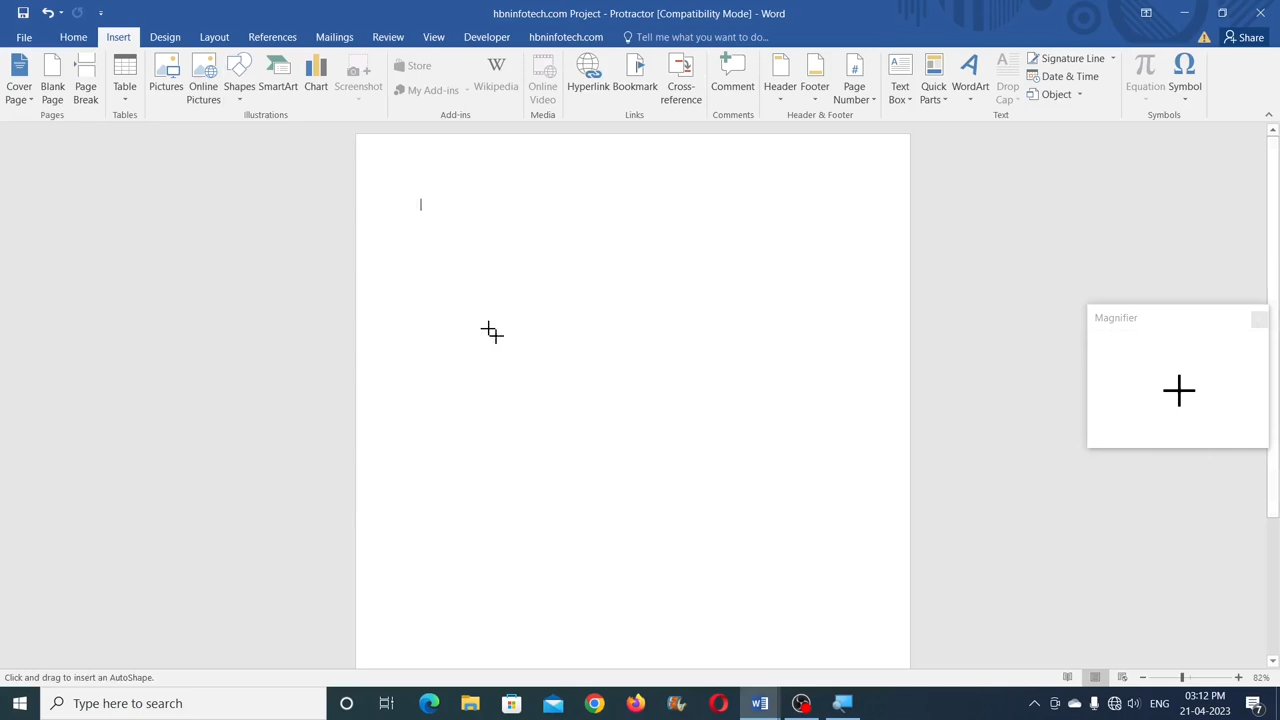 hbninfotech.com Project - Protractor [Compatibility Mode] - Word
File Home Insert Design Layout References Mailings Review View Developer hbninfotech.com Tell me what you want to do... Share
Cover Page
Blank Page
Page Break
Pages
Table
Tables
Pictures
Online Pictures
Shapes
SmartArt
Chart
Screenshot
Illustrations
Store
My Add-ins
Wikipedia
Add-ins
Online Video
Media
Hyperlink
Bookmark
Cross-reference
Links
Comment
Comments
Header
Footer
Page Number
Header & Footer
Text Box
Quick Parts
WordArt
Drop Cap
Signature Line
Date & Time
Object
Text
Equation
Symbol
Symbols
Magnifier
Click and drag to insert an AutoShape.
82%
Type here to search
ENG
03:12 PM
21-04-2023
7